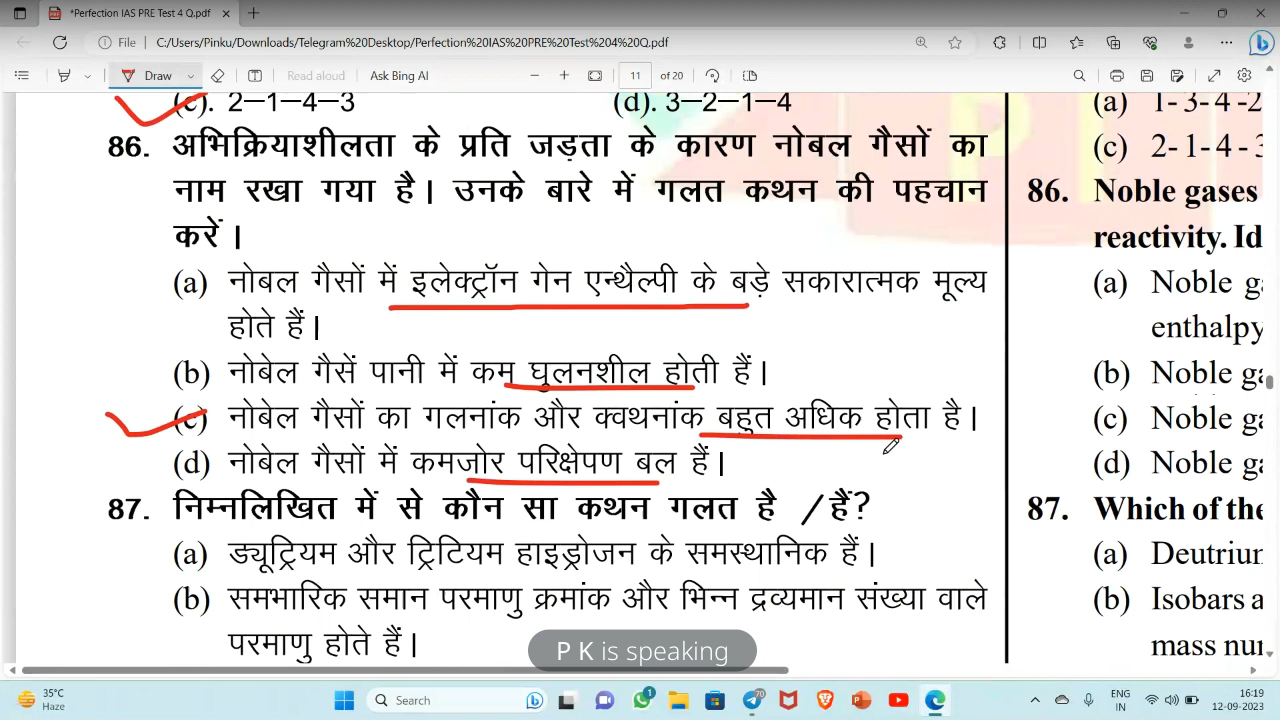 *Perfection IAS PRE Test 4 Q.pdf
File C:/Users/Pinku/Downloads/Telegram%20Desktop/Perfection%20IAS%20PRE%20Test%204%20Q.pdf
Draw Read aloud Ask Bing AI 11 of 20
(c). 2–1–4–3 (d). 3–2–1–4
86. अभिक्रियाशीलता के प्रति जड़ता के कारण नोबल गैसों का
नाम रखा गया है। उनके बारे में गलत कथन की पहचान
करें।
(a) नोबल गैसों में इलेक्ट्रॉन गेन एन्थैल्पी के बड़े सकारात्मक मूल्य
होते हैं।
(b) नोबेल गैसें पानी में कम घुलनशील होती हैं।
(c) नोबेल गैसों का गलनांक और क्वथनांक बहुत अधिक होता है।
(d) नोबेल गैसों में कमजोर परिक्षेपण बल हैं।
87. निम्नलिखित में से कौन सा कथन गलत है /हैं?
(a) ड्यूट्रियम और ट्रिटियम हाइड्रोजन के समस्थानिक हैं।
(b) समभारिक समान परमाणु क्रमांक और भिन्न द्रव्यमान संख्या वाले
परमाणु होते हैं।
(a) 1- 3- 4 -2
(c) 2- 1- 4 - 3
86. Noble gases
reactivity. Id
(a) Noble ga
enthalpy
(b) Noble ga
(c) Noble ga
(d) Noble ga
87. Which of the
(a) Deutrium
(b) Isobars a
mass nu
P K is speaking
35°C
Haze
Search
1
70
ENG
IN
16:19
12-09-2023